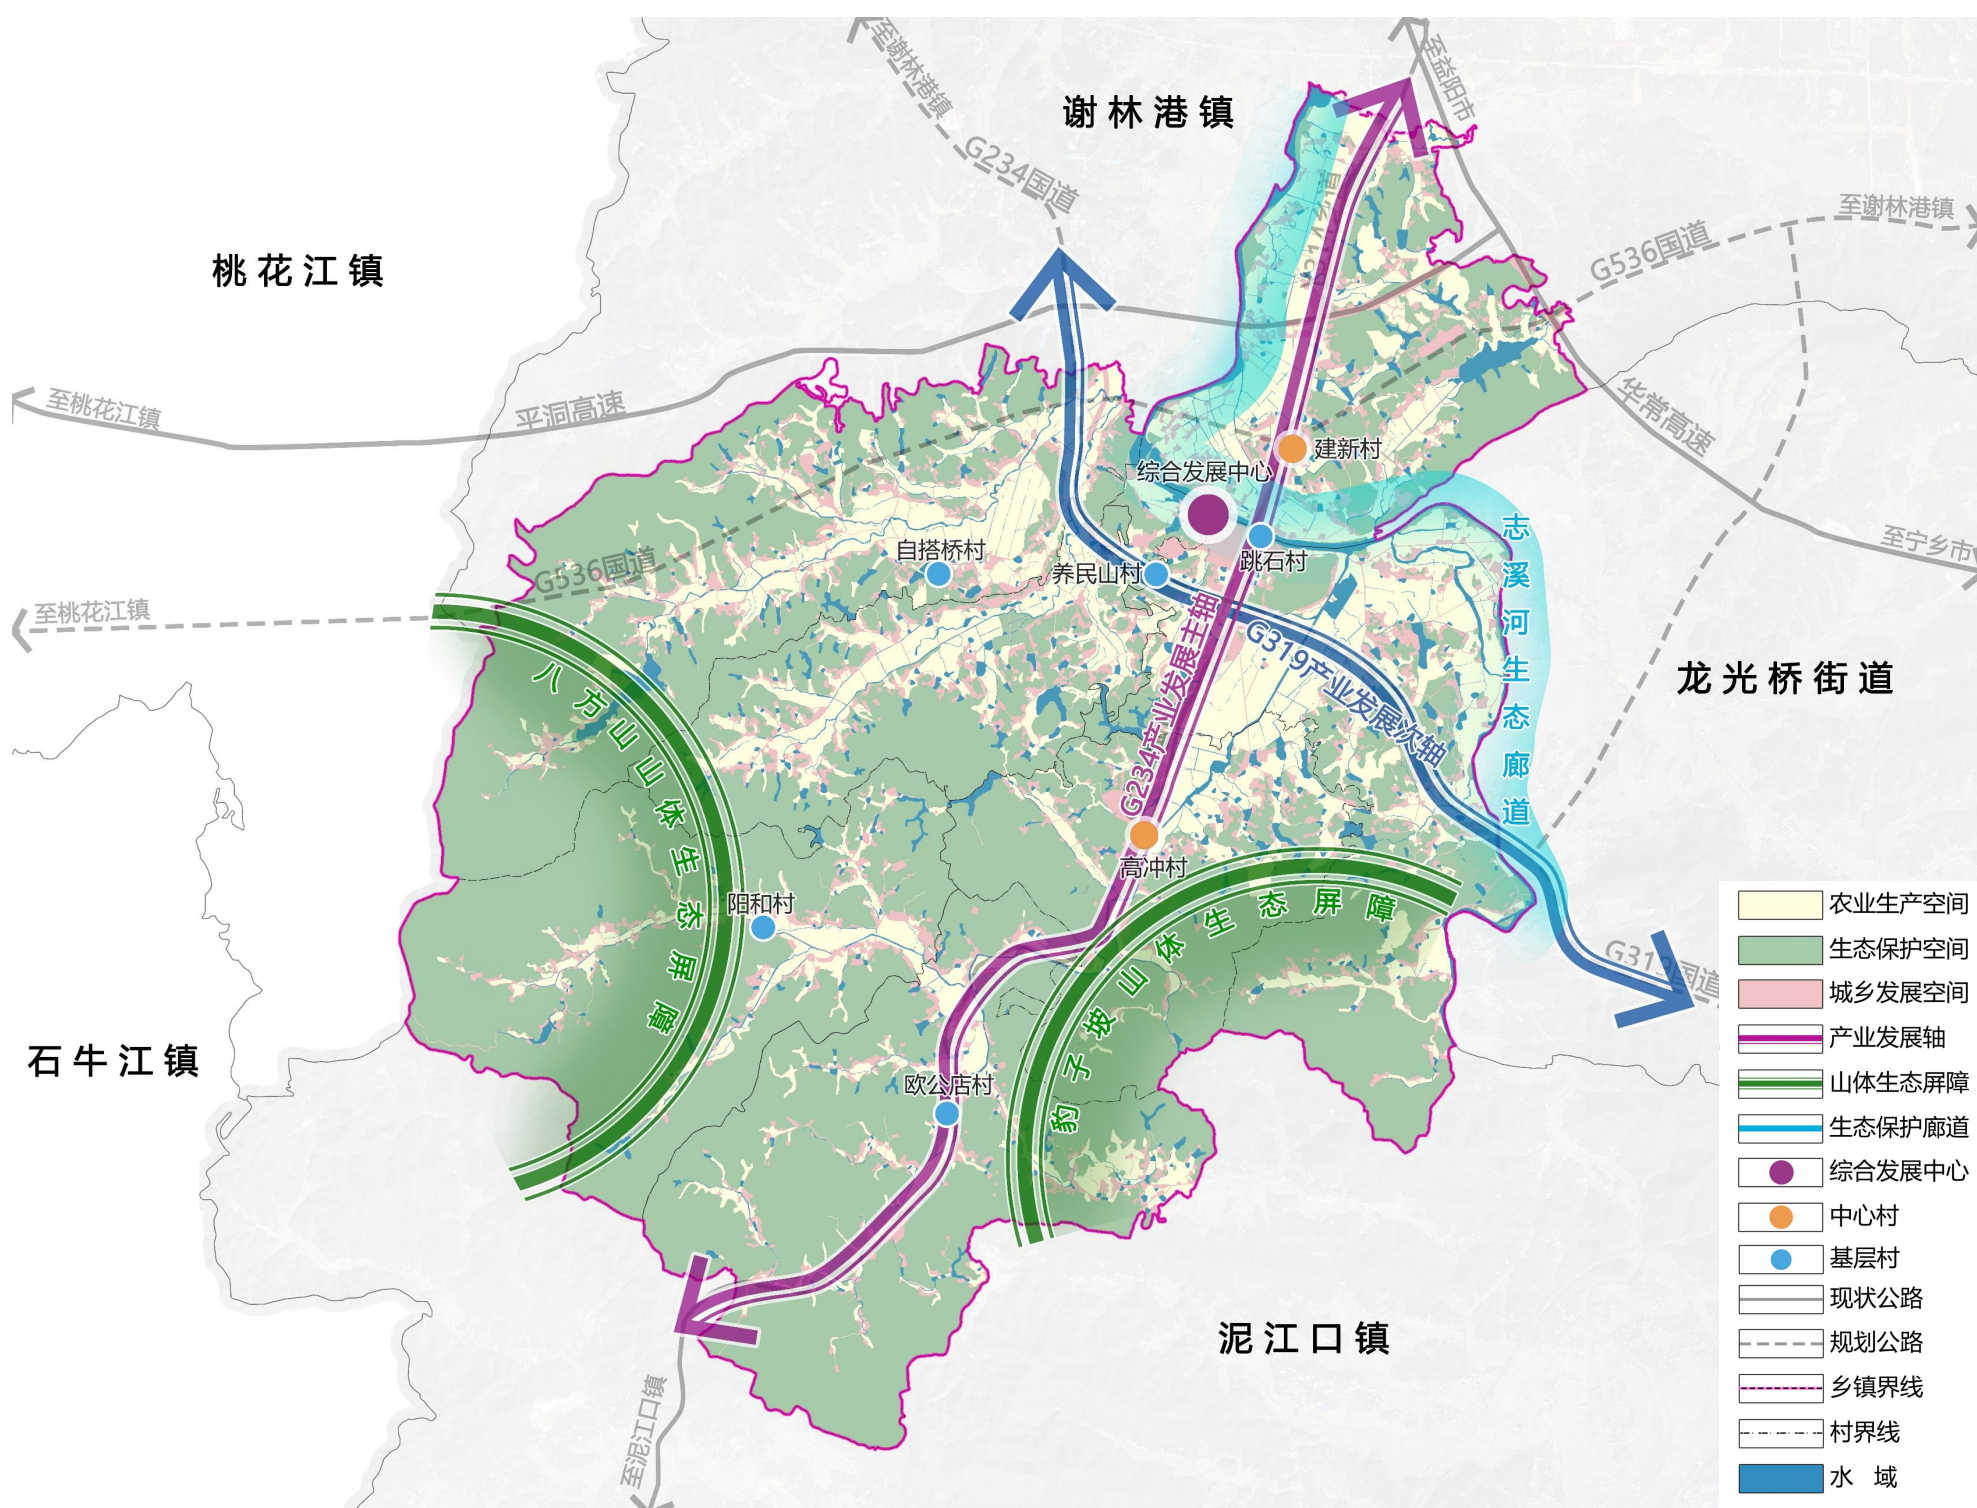 至谢林港镇
G234国道
谢林港镇
至益阳市
至谢林港镇
G536国道
桃花江镇
至桃花江镇
平洞高速
华常高速
建新村
综合发展中心
志溪河生态廊道
至宁乡市
自搭桥村
养民山村
跳石村
G536国道
至桃花江镇
G319产业发展次轴
G234产业发展主轴
龙光桥街道
八方山山体生态屏障
高冲村
阳和村
豹子坡山体生态屏障
G319国道
石牛江镇
欧公店村
泥江口镇
至泥江口镇
农业生产空间
生态保护空间
城乡发展空间
产业发展轴
山体生态屏障
生态保护廊道
综合发展中心
中心村
基层村
现状公路
规划公路
乡镇界线
村界线
水 域